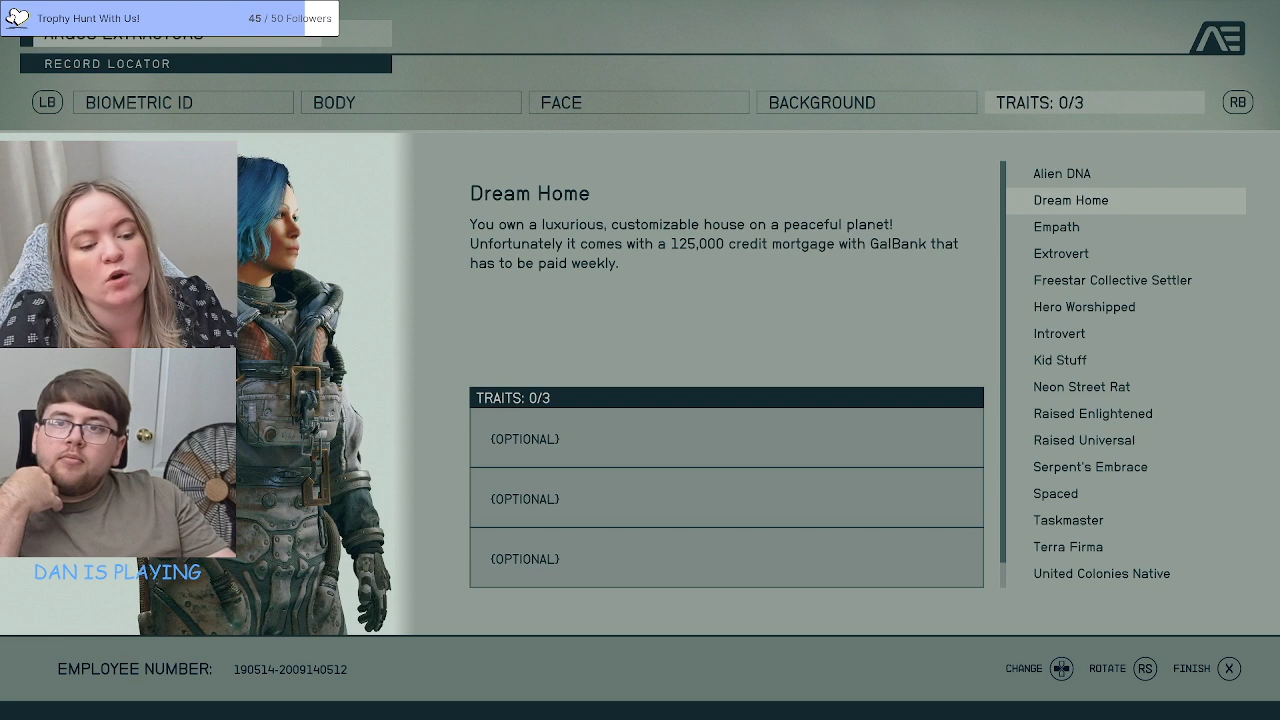 Trophy Hunt With Us!
45 / 50 Followers
ARGOS EXTRACTORS
RECORD LOCATOR
LB
BIOMETRIC ID
BODY
FACE
BACKGROUND
TRAITS: 0/3
RB
Dream Home
You own a luxurious, customizable house on a peaceful planet!
Unfortunately it comes with a 125,000 credit mortgage with GalBank that
has to be paid weekly.
TRAITS: 0/3
{OPTIONAL}
{OPTIONAL}
{OPTIONAL}
Alien DNA
Dream Home
Empath
Extrovert
Freestar Collective Settler
Hero Worshipped
Introvert
Kid Stuff
Neon Street Rat
Raised Enlightened
Raised Universal
Serpent's Embrace
Spaced
Taskmaster
Terra Firma
United Colonies Native
DAN IS PLAYING
EMPLOYEE NUMBER: 190514-2009140512
CHANGE
ROTATE RS
FINISH X